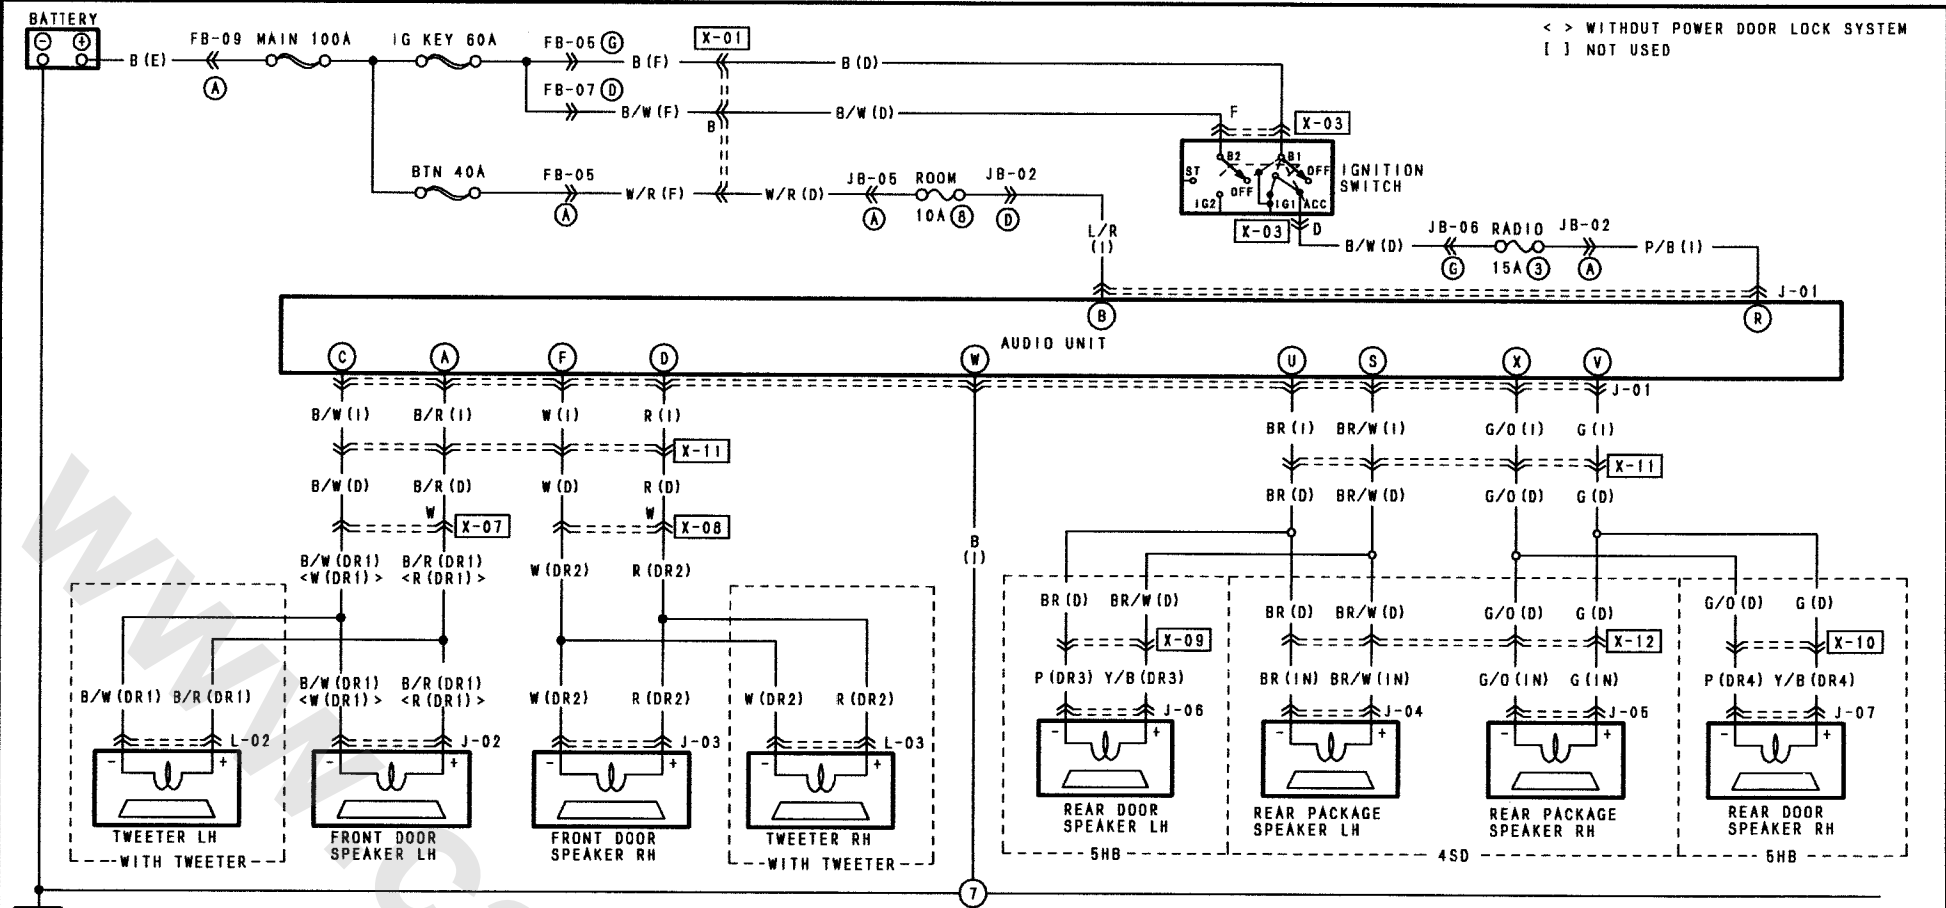 BATTERY
- +
< > WITHOUT POWER DOOR LOCK SYSTEM
[ ] NOT USED
B(E) FB-09 A MAIN 100A IG KEY 60A FB-05 G B(F) X-01 B(D)
FB-07 D B/W(F) B B/W(D) F X-03
BTN 40A FB-05 A W/R(F) W/R(D) JB-05 A ROOM 10A 8 JB-02 D
B2 B1 ST OFF OFF IG2 IG1 ACC
IGNITION
SWITCH
X-03 D
L/R
(I)
B/W(D) JB-06 G RADIO 15A 3 JB-02 A P/B(I)
J-01
B R
AUDIO UNIT
C A F D W U S X V
J-01
B/W(I) B/R(I) W(I) R(I) BR(I) BR/W(I) G/O(I) G(I)
X-11 X-11
B/W(D) B/R(D) W(D) R(D) BR(D) BR/W(D) G/O(D) G(D)
W X-07 W X-08
B
(I)
B/W(DR1) B/R(DR1)
<W(DR1)> <R(DR1)>
W(DR2) R(DR2)
BR(D) BR/W(D) BR(D) BR/W(D) G/O(D) G(D) G/O(D) G(D)
X-09 X-12 X-10
B/W(DR1) B/R(DR1)
B/W(DR1) B/R(DR1)
<W(DR1)> <R(DR1)>
W(DR2) R(DR2) W(DR2) R(DR2)
P(DR3) Y/B(DR3) BR(IN) BR/W(IN) G/O(IN) G(IN) P(DR4) Y/B(DR4)
J-06 J-04 J-05 J-07
L-02 J-02 J-03 L-03
- + - + - + - +
- + - + - + - +
TWEETER LH
FRONT DOOR
SPEAKER LH
FRONT DOOR
SPEAKER RH
TWEETER RH
REAR DOOR
SPEAKER LH
REAR PACKAGE
SPEAKER LH
REAR PACKAGE
SPEAKER RH
REAR DOOR
SPEAKER RH
WITH TWEETER WITH TWEETER 5HB 4SD 5HB
7
www.c